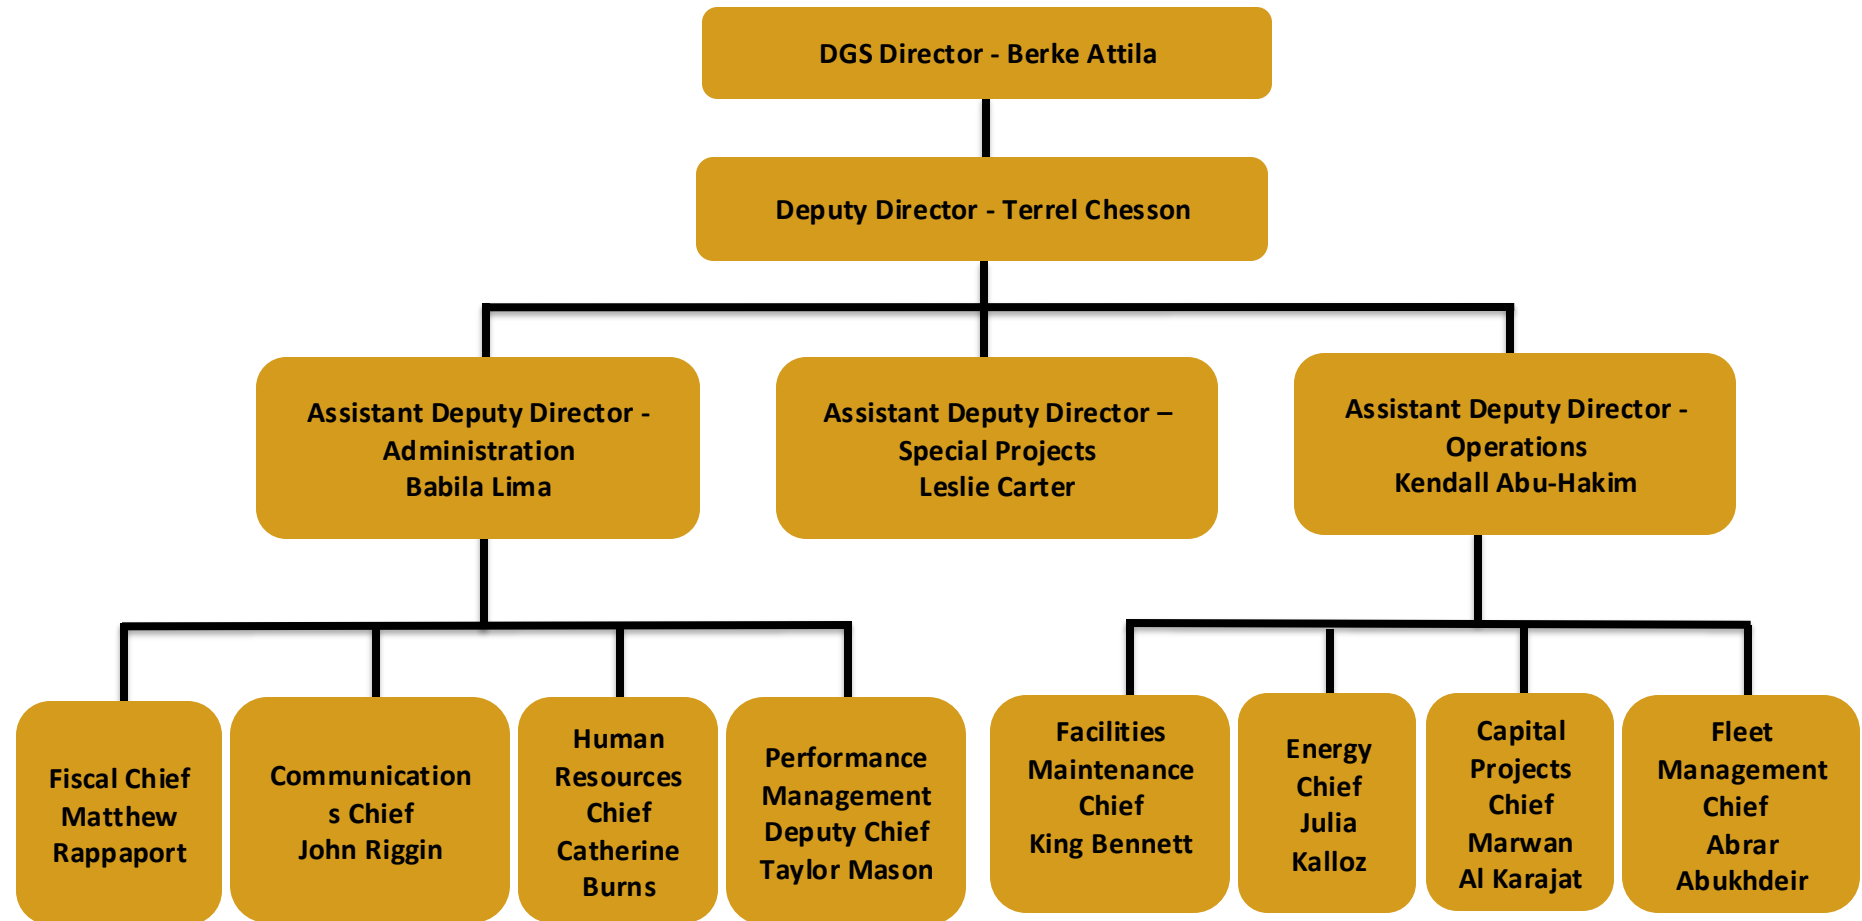 DGS Director - Berke Attila
Deputy Director - Terrel Chesson
Assistant Deputy Director -
Administration
Babila Lima
Assistant Deputy Director –
Special Projects
Leslie Carter
Assistant Deputy Director -
Operations
Kendall Abu-Hakim
Fiscal Chief
Matthew
Rappaport
Communication
s Chief
John Riggin
Human
Resources
Chief
Catherine
Burns
Performance
Management
Deputy Chief
Taylor Mason
Facilities
Maintenance
Chief
King Bennett
Energy
Chief
Julia
Kalloz
Capital
Projects
Chief
Marwan
Al Karajat
Fleet
Management
Chief
Abrar
Abukhdeir